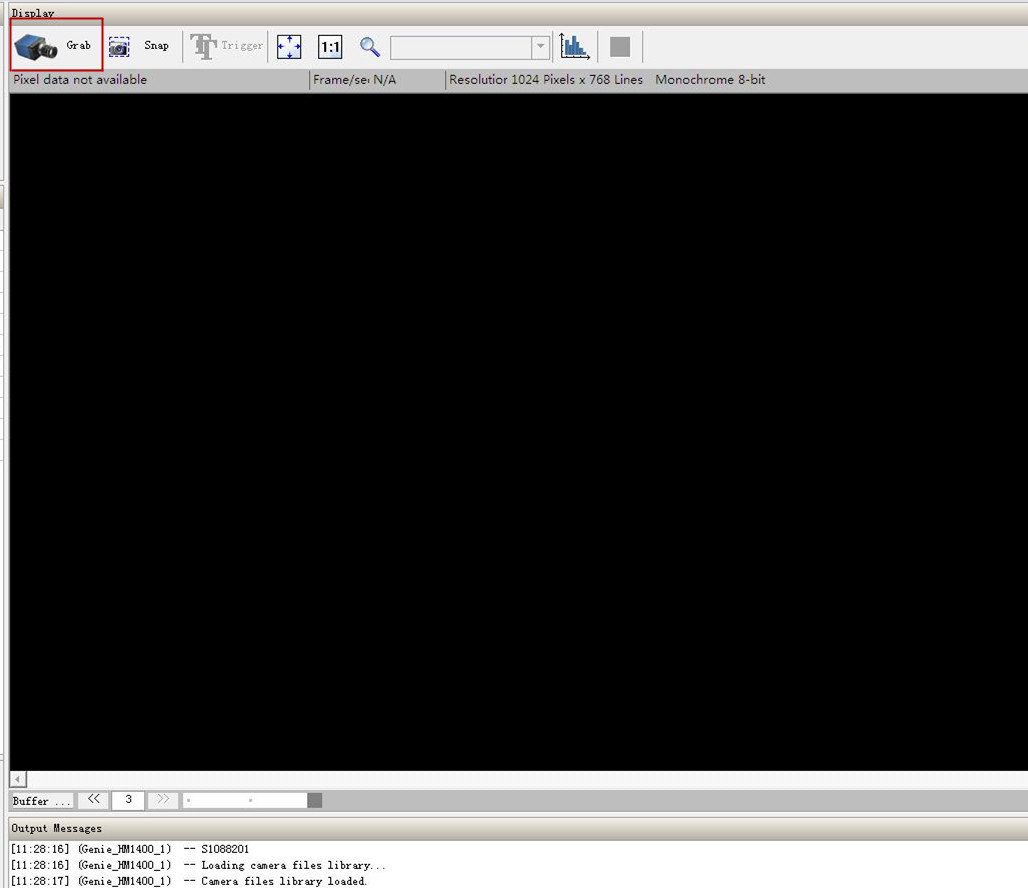 Display
Grab Snap Trigger 1:1
Pixel data not available Frame/se N/A Resolutior 1024 Pixels x 768 Lines Monochrome 8-bit
Buffer ... << 3 >>
Output Messages
[11:28:16] (Genie_HM1400_1) -- S1088201
[11:28:16] (Genie_HM1400_1) -- Loading camera files library...
[11:28:17] (Genie_HM1400_1) -- Camera files library loaded.